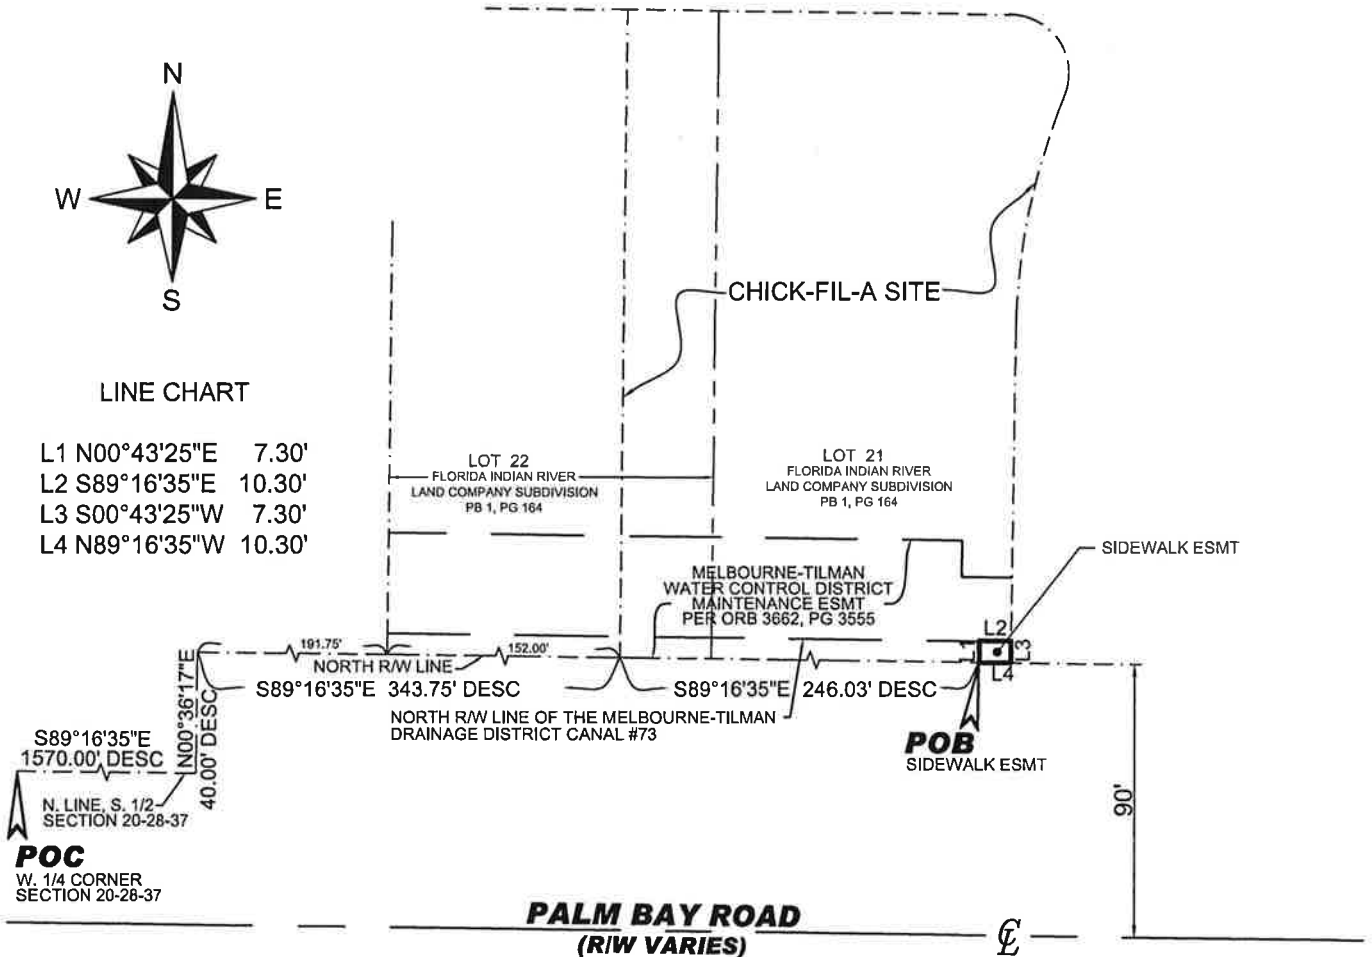 N
W E
S
CHICK-FIL-A SITE
LINE CHART
L1 N00°43'25"E 7.30'
L2 S89°16'35"E 10.30'
L3 S00°43'25"W 7.30'
L4 N89°16'35"W 10.30'
LOT 22
FLORIDA INDIAN RIVER
LAND COMPANY SUBDIVISION
PB 1, PG 164
LOT 21
FLORIDA INDIAN RIVER
LAND COMPANY SUBDIVISION
PB 1, PG 164
SIDEWALK ESMT
MELBOURNE-TILMAN
WATER CONTROL DISTRICT
MAINTENANCE ESMT
PER ORB 3662, PG 3555
L2
L1
L3
L4
191.75'
152.00'
NORTH R/W LINE
S89°16'35"E 343.75' DESC
S89°16'35"E 246.03' DESC
N00°36'17"E
40.00' DESC
NORTH R/W LINE OF THE MELBOURNE-TILMAN
DRAINAGE DISTRICT CANAL #73
S89°16'35"E
1570.00' DESC
POB
SIDEWALK ESMT
N. LINE, S. 1/2
SECTION 20-28-37
90'
POC
W. 1/4 CORNER
SECTION 20-28-37
PALM BAY ROAD
(R/W VARIES)
CL